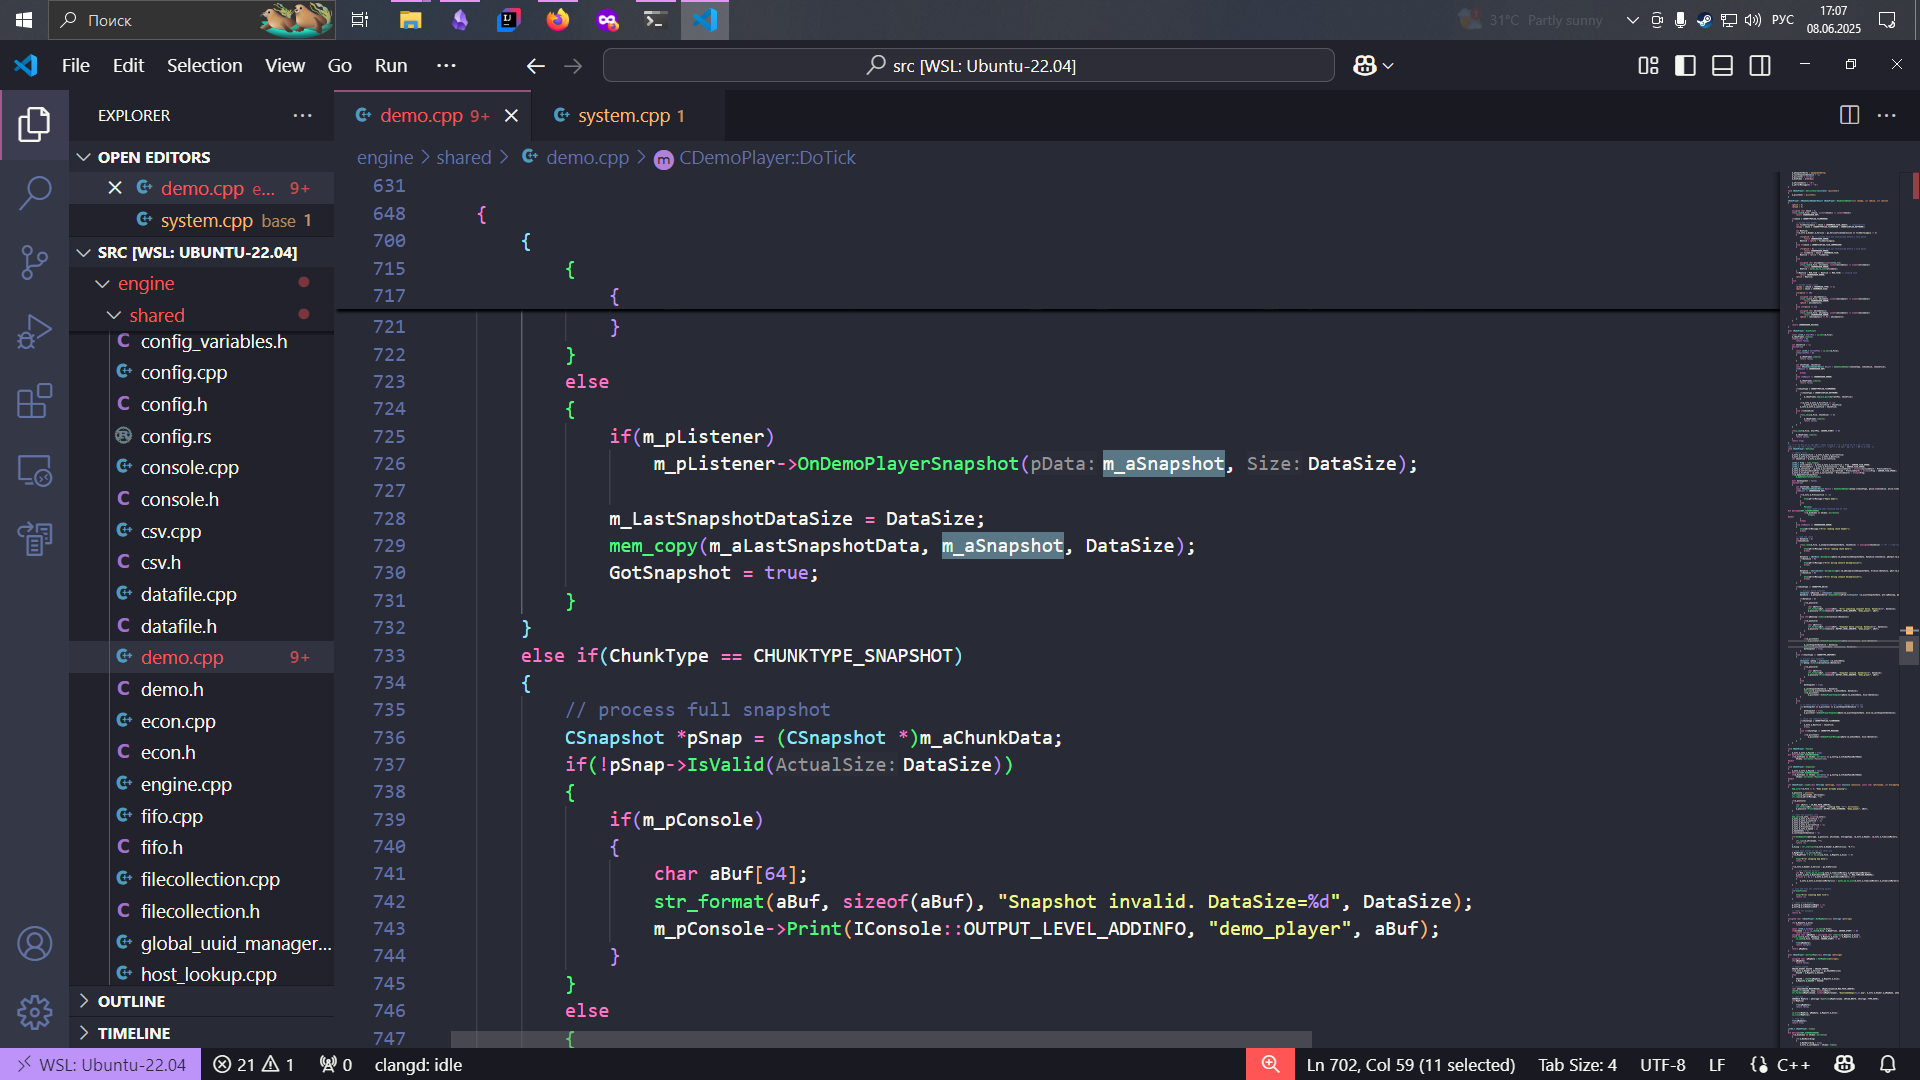 Поиск
31°C Partly sunny
РУС
17:07
08.06.2025
File Edit Selection View Go Run ···
src [WSL: Ubuntu-22.04]
EXPLORER
demo.cpp 9+
system.cpp 1
OPEN EDITORS
demo.cpp e... 9+
system.cpp base 1
SRC [WSL: UBUNTU-22.04]
engine
shared
config_variables.h
config.cpp
config.h
config.rs
console.cpp
console.h
csv.cpp
csv.h
datafile.cpp
datafile.h
demo.cpp 9+
demo.h
econ.cpp
econ.h
engine.cpp
fifo.cpp
fifo.h
filecollection.cpp
filecollection.h
global_uuid_manager...
host_lookup.cpp
OUTLINE
TIMELINE
engine > shared > demo.cpp > CDemoPlayer::DoTick
631
648 {
700 {
715 {
717 {
721 }
722 }
723 else
724 {
725 if(m_pListener)
726 m_pListener->OnDemoPlayerSnapshot(pData: m_aSnapshot, Size: DataSize);
727
728 m_LastSnapshotDataSize = DataSize;
729 mem_copy(m_aLastSnapshotData, m_aSnapshot, DataSize);
730 GotSnapshot = true;
731 }
732 }
733 else if(ChunkType == CHUNKTYPE_SNAPSHOT)
734 {
735 // process full snapshot
736 CSnapshot *pSnap = (CSnapshot *)m_aChunkData;
737 if(!pSnap->IsValid(ActualSize: DataSize))
738 {
739 if(m_pConsole)
740 {
741 char aBuf[64];
742 str_format(aBuf, sizeof(aBuf), "Snapshot invalid. DataSize=%d", DataSize);
743 m_pConsole->Print(IConsole::OUTPUT_LEVEL_ADDINFO, "demo_player", aBuf);
744 }
745 }
746 else
747 {
WSL: Ubuntu-22.04
21 1
0
clangd: idle
Ln 702, Col 59 (11 selected)
Tab Size: 4
UTF-8
LF
C++